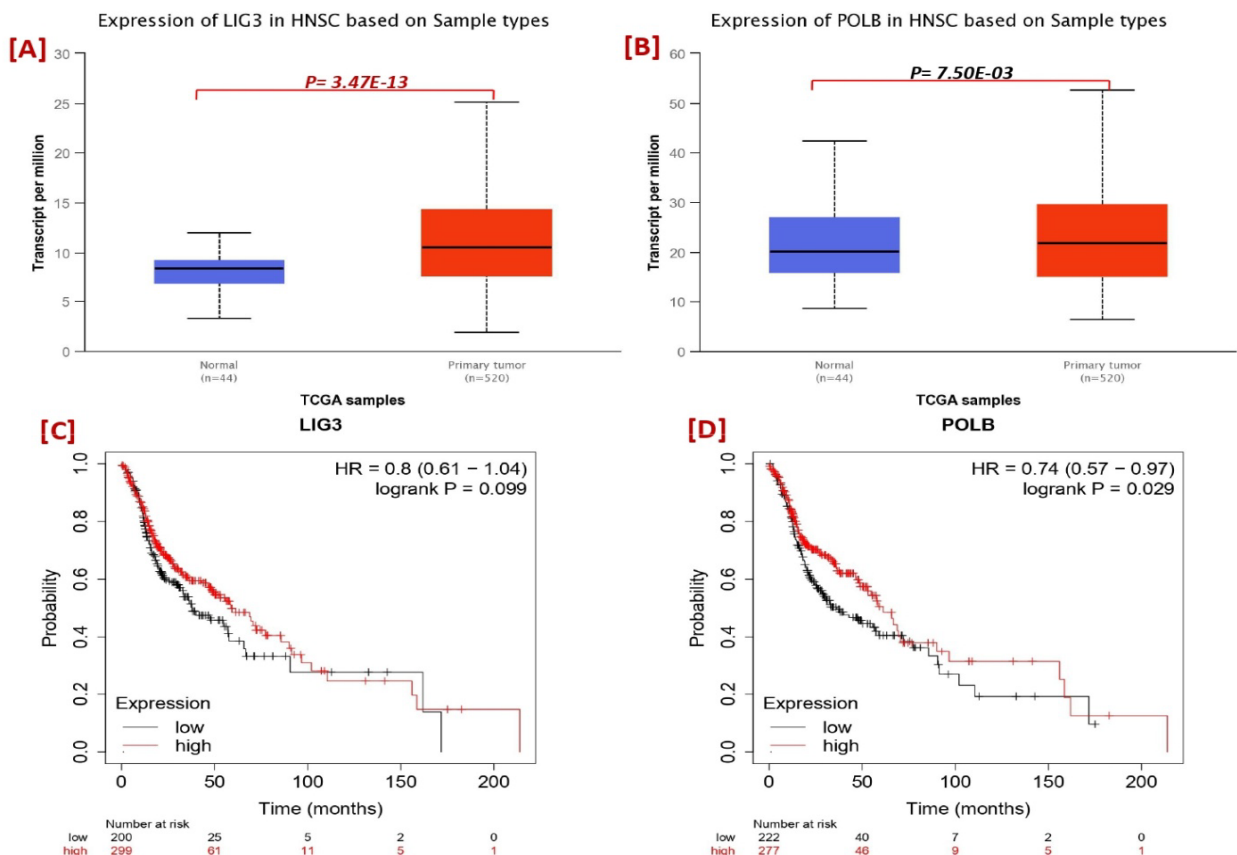 Expression of LIG3 in HNSC based on Sample types
[A]
P= 3.47E-13
Transcript per million
30
25
20
15
10
5
0
Normal
(n=44)
Primary tumor
(n=520)
TCGA samples
Expression of POLB in HNSC based on Sample types
[B]
P= 7.50E-03
Transcript per million
60
50
40
30
20
10
0
Normal
(n=44)
Primary tumor
(n=520)
TCGA samples
[C]
LIG3
HR = 0.8 (0.61 − 1.04)
logrank P = 0.099
Probability
1.0
0.8
0.6
0.4
0.2
0.0
Expression
low
high
0 50 100 150 200
Time (months)
Number at risk
low 200 25 5 2 0
high 299 61 11 5 1
[D]
POLB
HR = 0.74 (0.57 − 0.97)
logrank P = 0.029
Probability
1.0
0.8
0.6
0.4
0.2
0.0
Expression
low
high
0 50 100 150 200
Time (months)
Number at risk
low 222 40 7 2 0
high 277 46 9 5 1